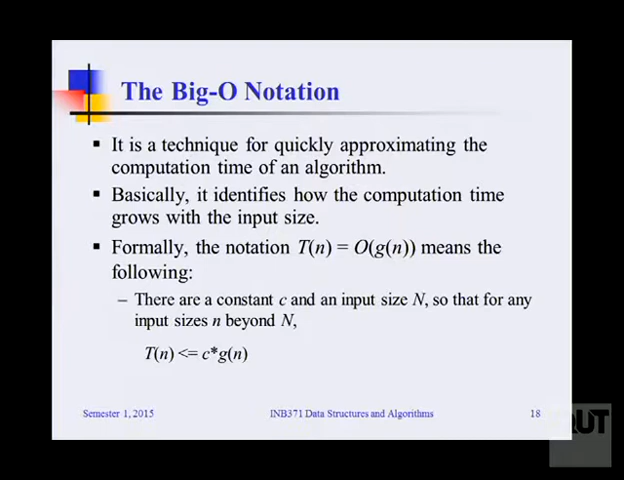 The Big-O Notation
▪ It is a technique for quickly approximating the
computation time of an algorithm.
▪ Basically, it identifies how the computation time
grows with the input size.
▪ Formally, the notation T(n) = O(g(n)) means the
following:
– There are a constant c and an input size N, so that for any
input sizes n beyond N,
T(n) <= c*g(n)
Semester 1, 2015 INB371 Data Structures and Algorithms 18
QUT